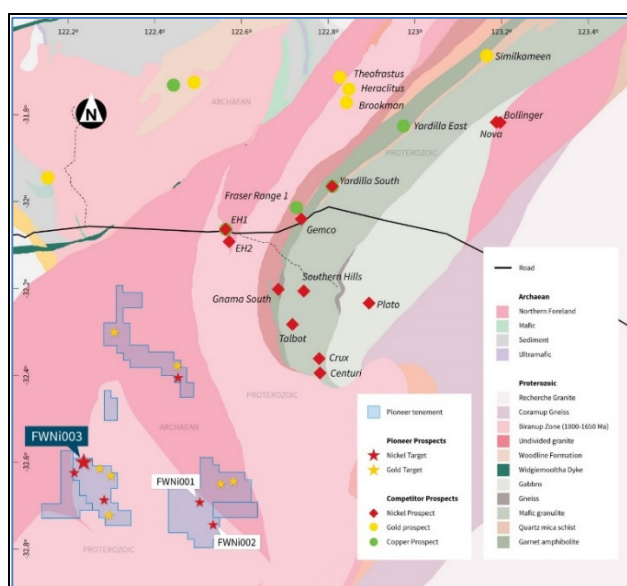 122.2° 122.4° 122.6° 122.8° 123.0° 123.2° 123.4°
Similkameen
Theofrastus
Heraclitus
Brookman
ARCHAEAN
-31.8°
N
Bollinger
Nova
Yardilla East
PROTEROZOIC
Yardilla South
Fraser Range 1
-32°
EH1
Gemco
EH2
Southern Hills
-32.2°
Gnama South
Plato
Talbot
Crux
Centuri
-32.4°
PROTEROZOIC
ARCHAEAN
FWNi003
FWNi001
-32.6°
FWNi002
-32.8°
PROTEROZOIC
Pioneer tenement
Pioneer Prospects
Nickel Target
Gold Target
Competitor Prospects
Nickel Prospect
Gold prospect
Copper Prospect
Road
Archaean
Northern Foreland
Mafic
Sediment
Ultramafic
Proterozoic
Recherche Granite
Coramup Gneiss
Biranup Zone (1800-1650 Ma)
Undivided granite
Woodline Formation
Widgiemooltha Dyke
Gabbro
Gneiss
Mafic granulite
Quartz mica schist
Garnet amphibolite